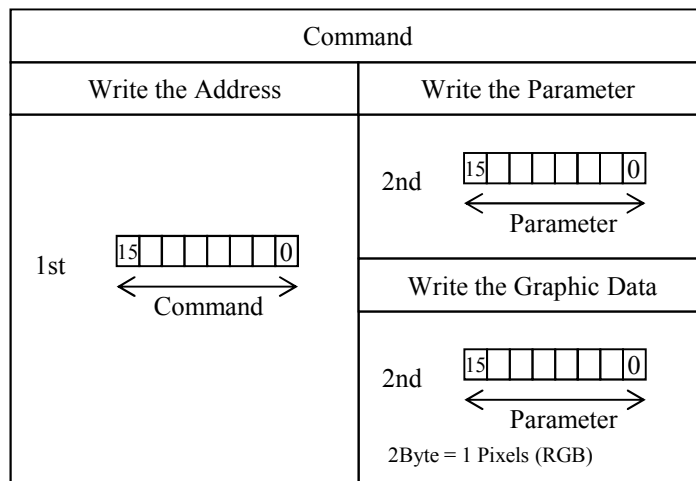 Command
Write the Address
Write the Parameter
1st
15 0
Command
2nd
15 0
Parameter
Write the Graphic Data
2nd
15 0
Parameter
2Byte = 1 Pixels (RGB)